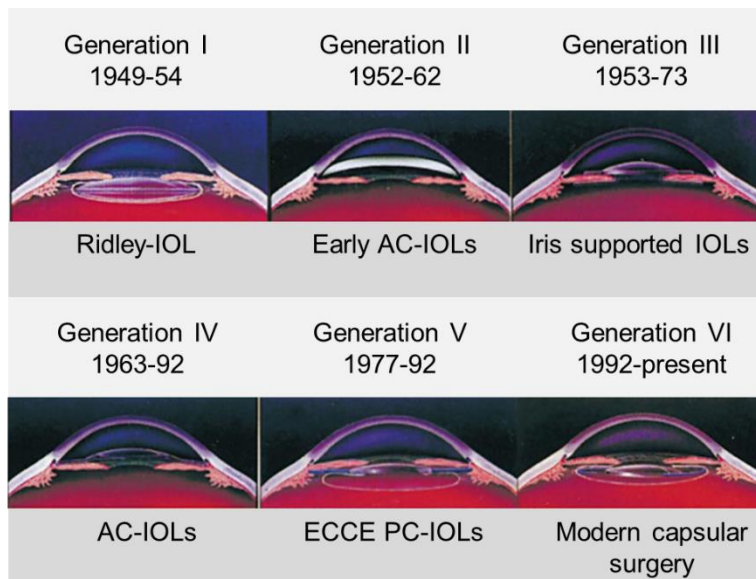 Generation I
1949-54
Generation II
1952-62
Generation III
1953-73
Ridley-IOL
Early AC-IOLs
Iris supported IOLs
Generation IV
1963-92
Generation V
1977-92
Generation VI
1992-present
AC-IOLs
ECCE PC-IOLs
Modern capsular
surgery